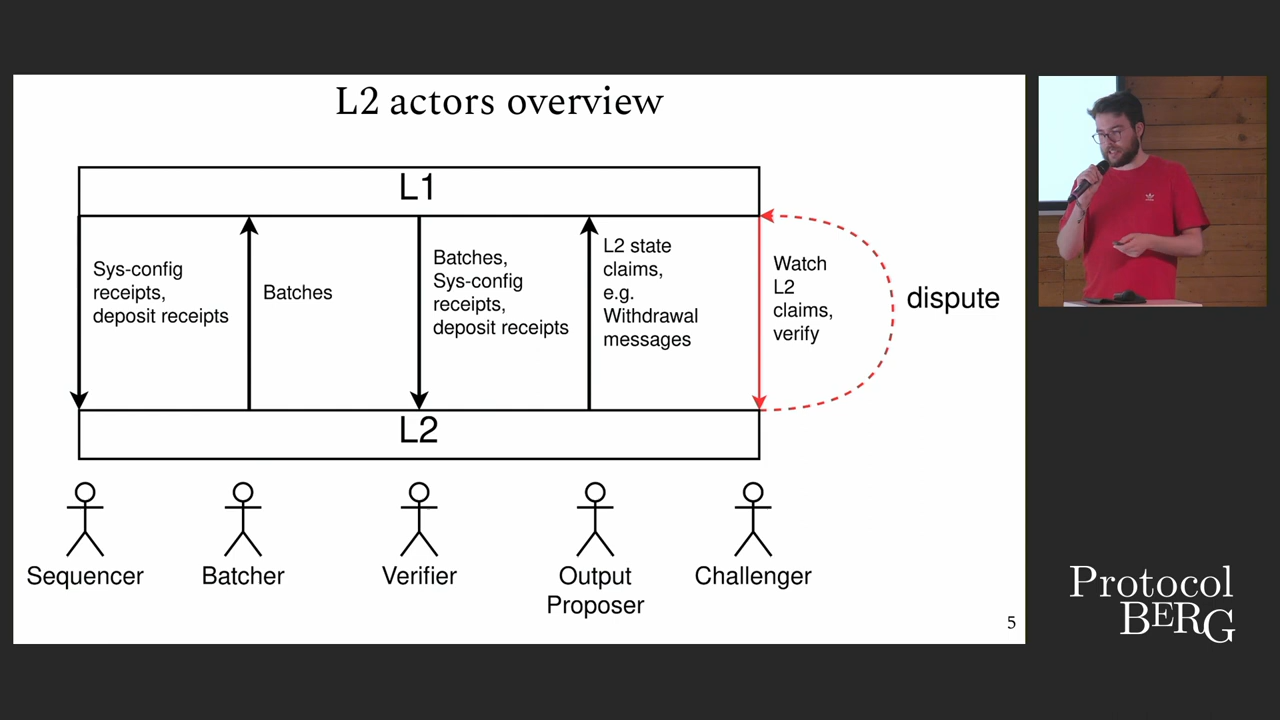 L2 actors overview
L1
Sys-config
receipts,
deposit receipts
Batches
Batches,
Sys-config
receipts,
deposit receipts
L2 state
claims,
e.g.
Withdrawal
messages
Watch
L2
claims,
verify
dispute
L2
Sequencer
Batcher
Verifier
Output
Proposer
Challenger
5
Protocol
BERG